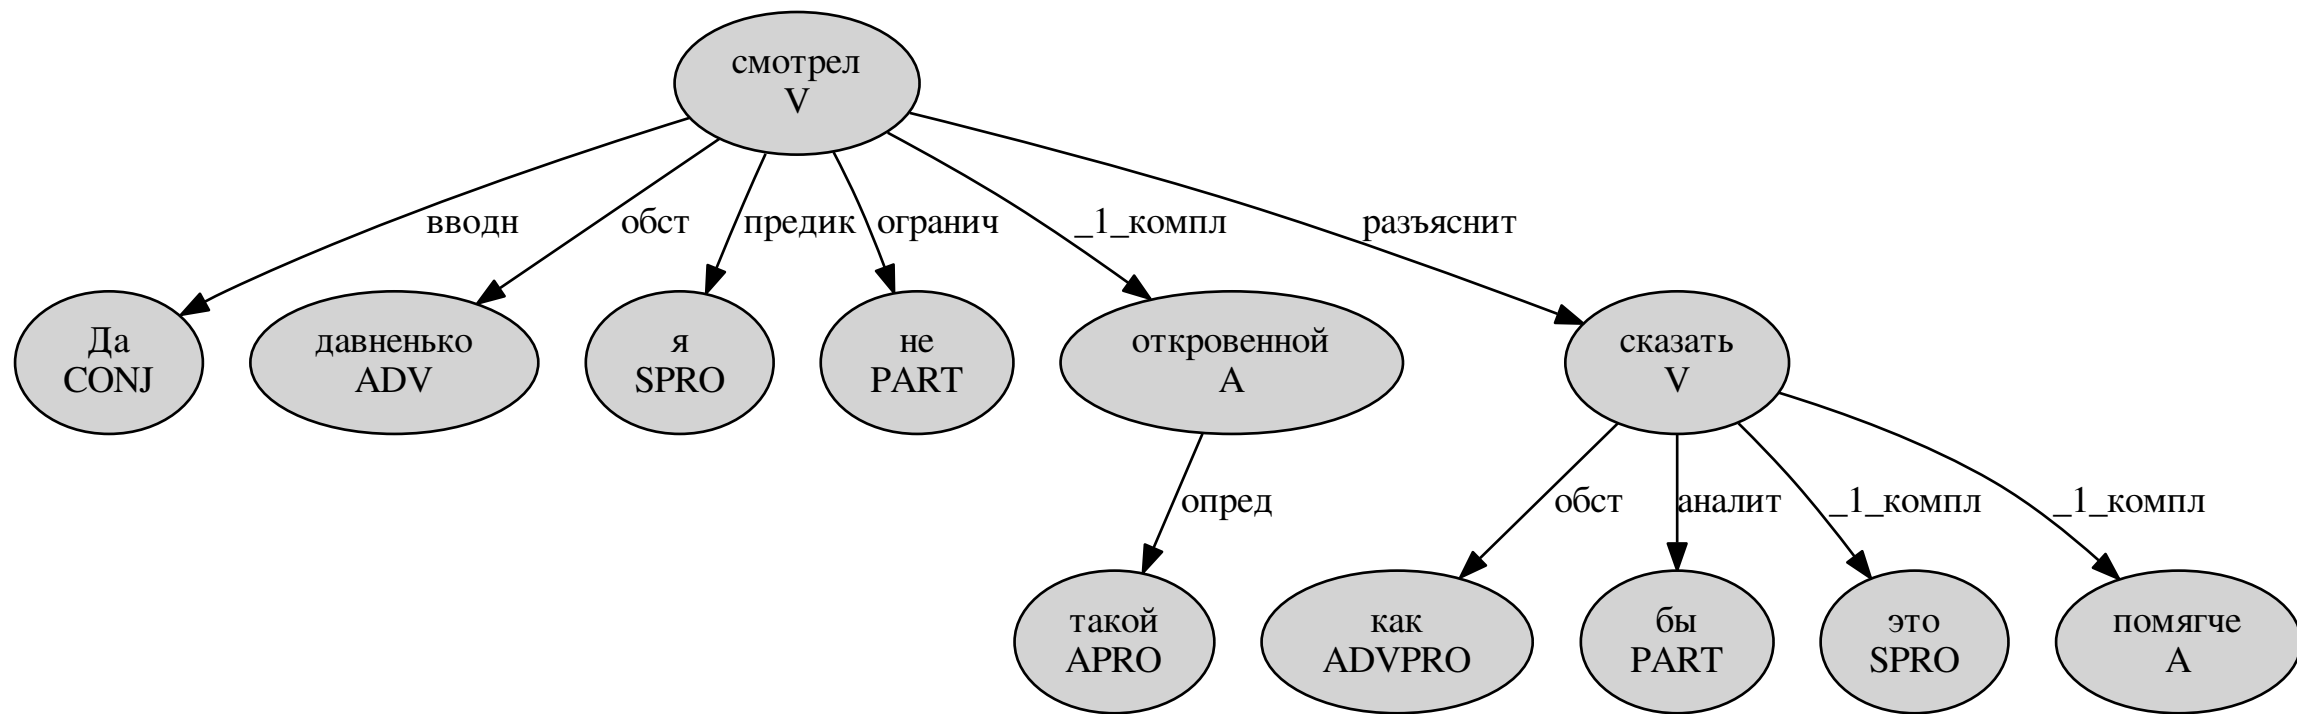 смотрел
V
вводн
обст
предик
огранич
_1_компл
разъяснит
Да
CONJ
давненько
ADV
я
SPRO
не
PART
откровенной
A
сказать
V
опред
обст
аналит
_1_компл
_1_компл
такой
APRO
как
ADVPRO
бы
PART
это
SPRO
помягче
A